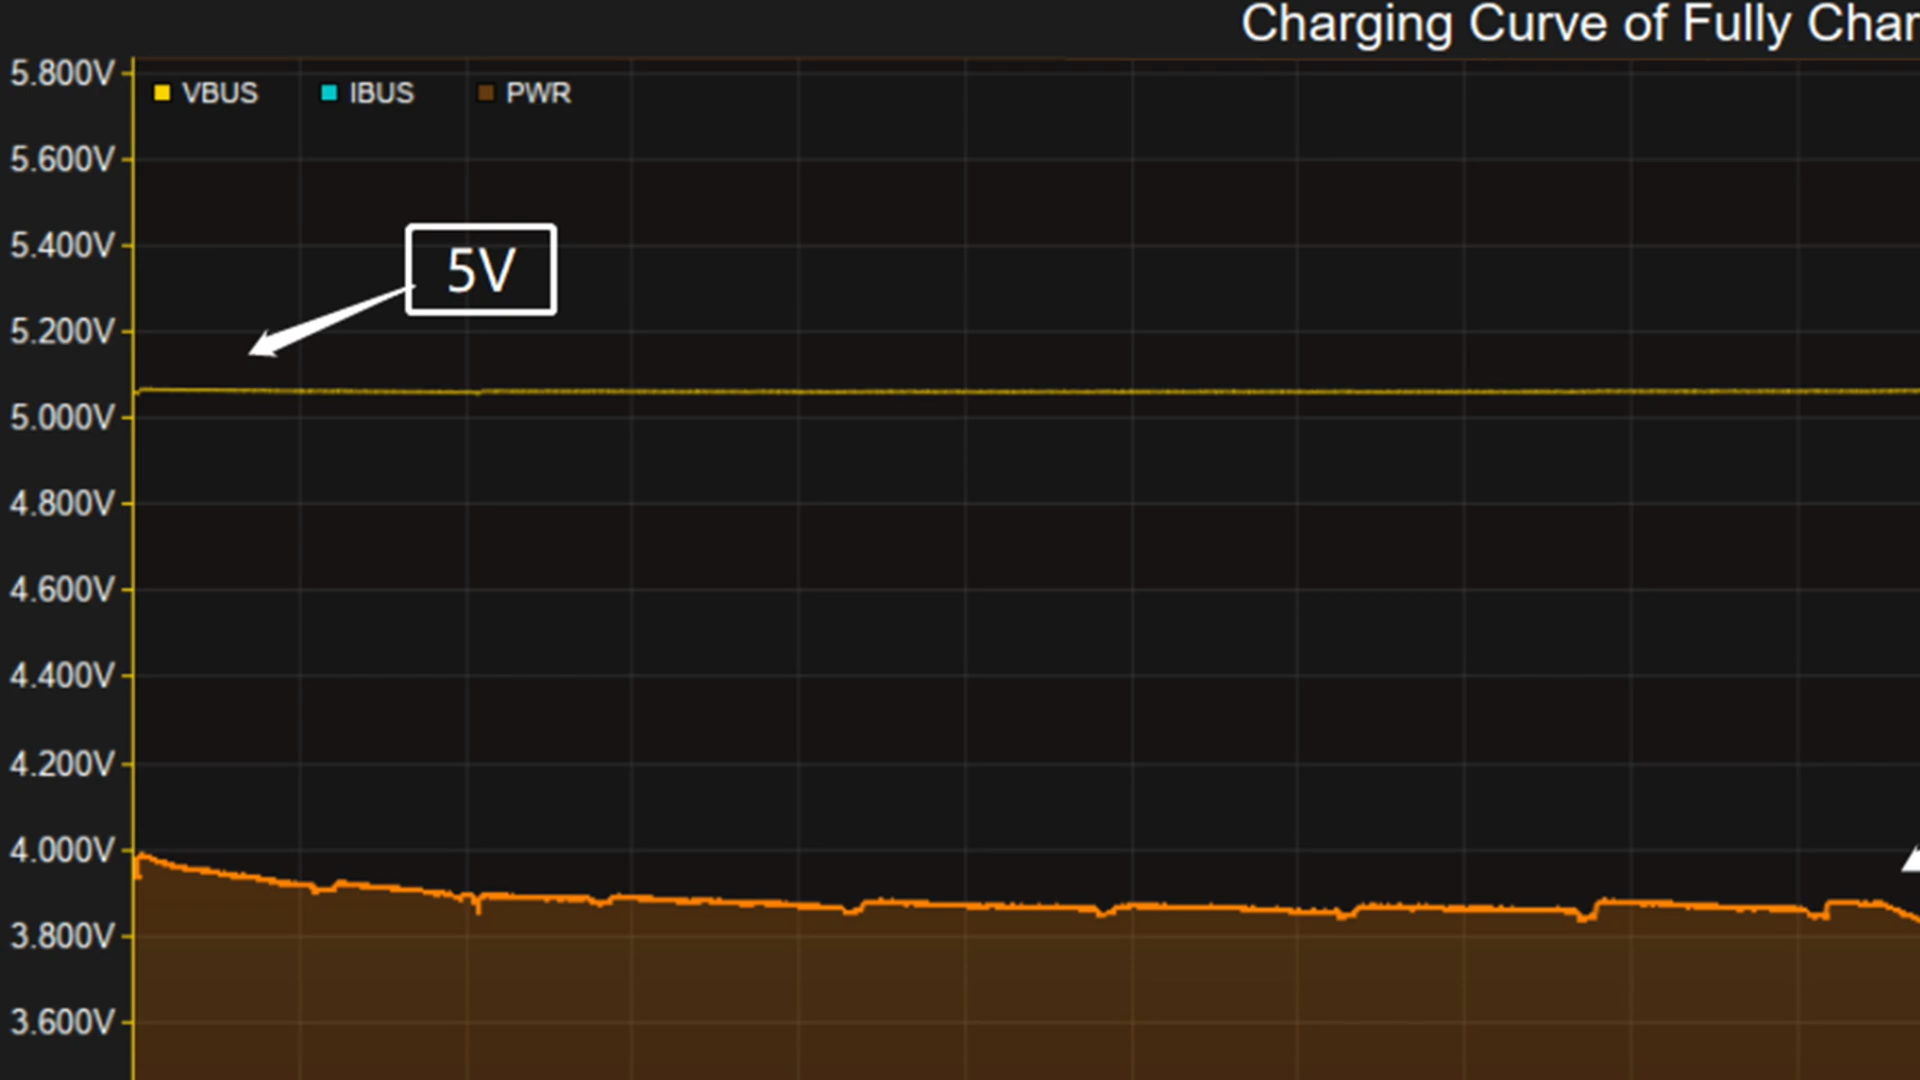 Charging Curve of Fully Char
5.800V
VBUS IBUS PWR
5.600V
5.400V
5V
5.200V
5.000V
4.800V
4.600V
4.400V
4.200V
4.000V
3.800V
3.600V